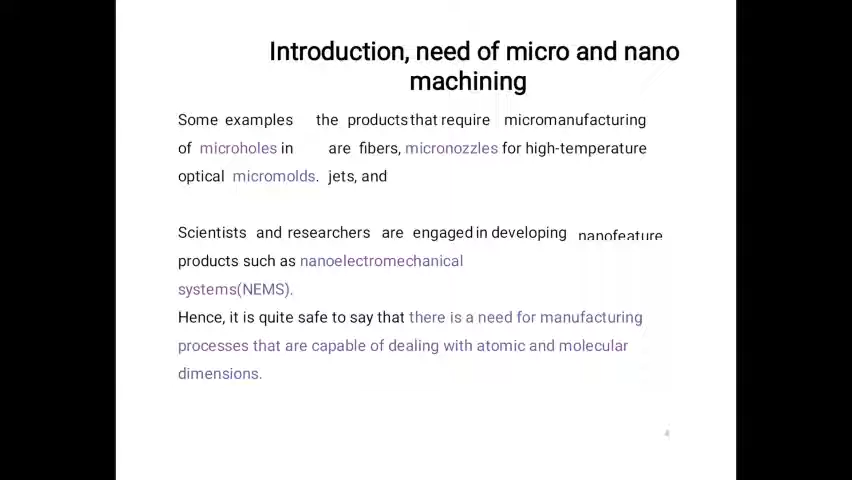 Introduction, need of micro and nano
machining
Some examples the products that require micromanufacturing
of microholes in are fibers, micronozzles for high-temperature
optical micromolds. jets, and
Scientists and researchers are engaged in developing nanofeature
products such as nanoelectromechanical
systems(NEMS).
Hence, it is quite safe to say that there is a need for manufacturing
processes that are capable of dealing with atomic and molecular
dimensions.
4